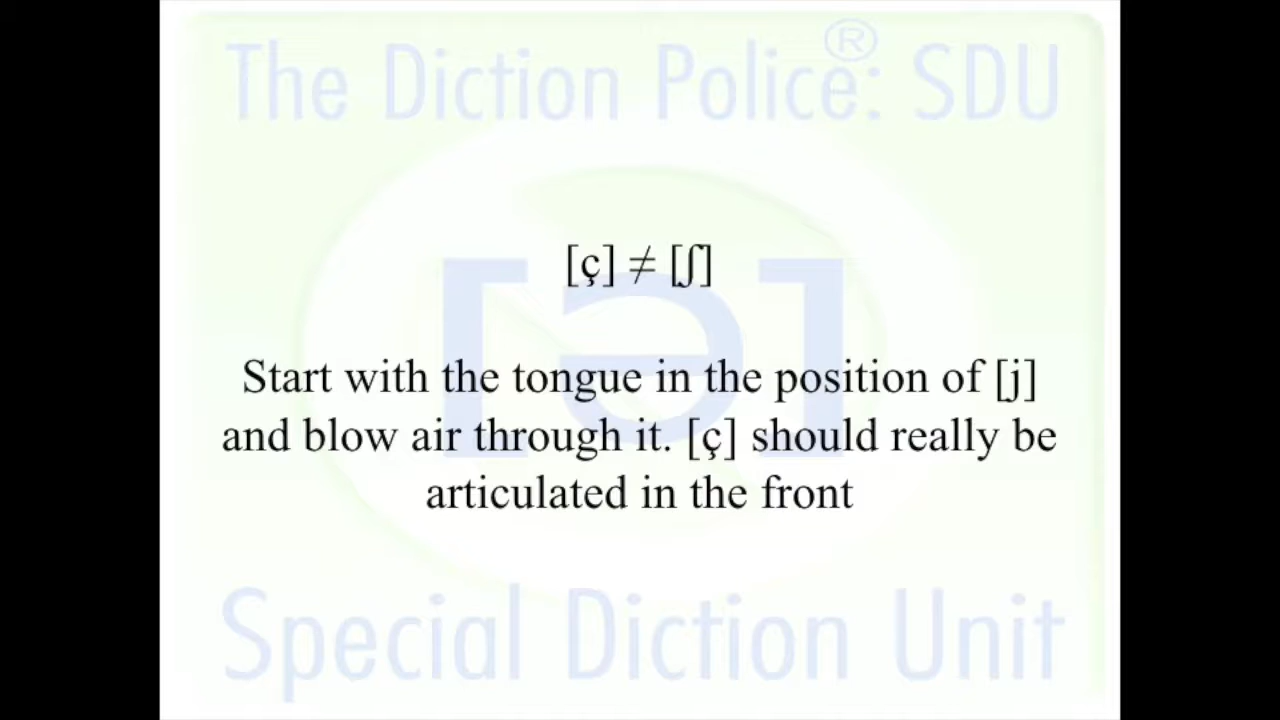 The Diction Police®: SDU
[ç] ≠ [ʃ]
[ə]
Start with the tongue in the position of [j]
and blow air through it. [ç] should really be
articulated in the front
Special Diction Unit